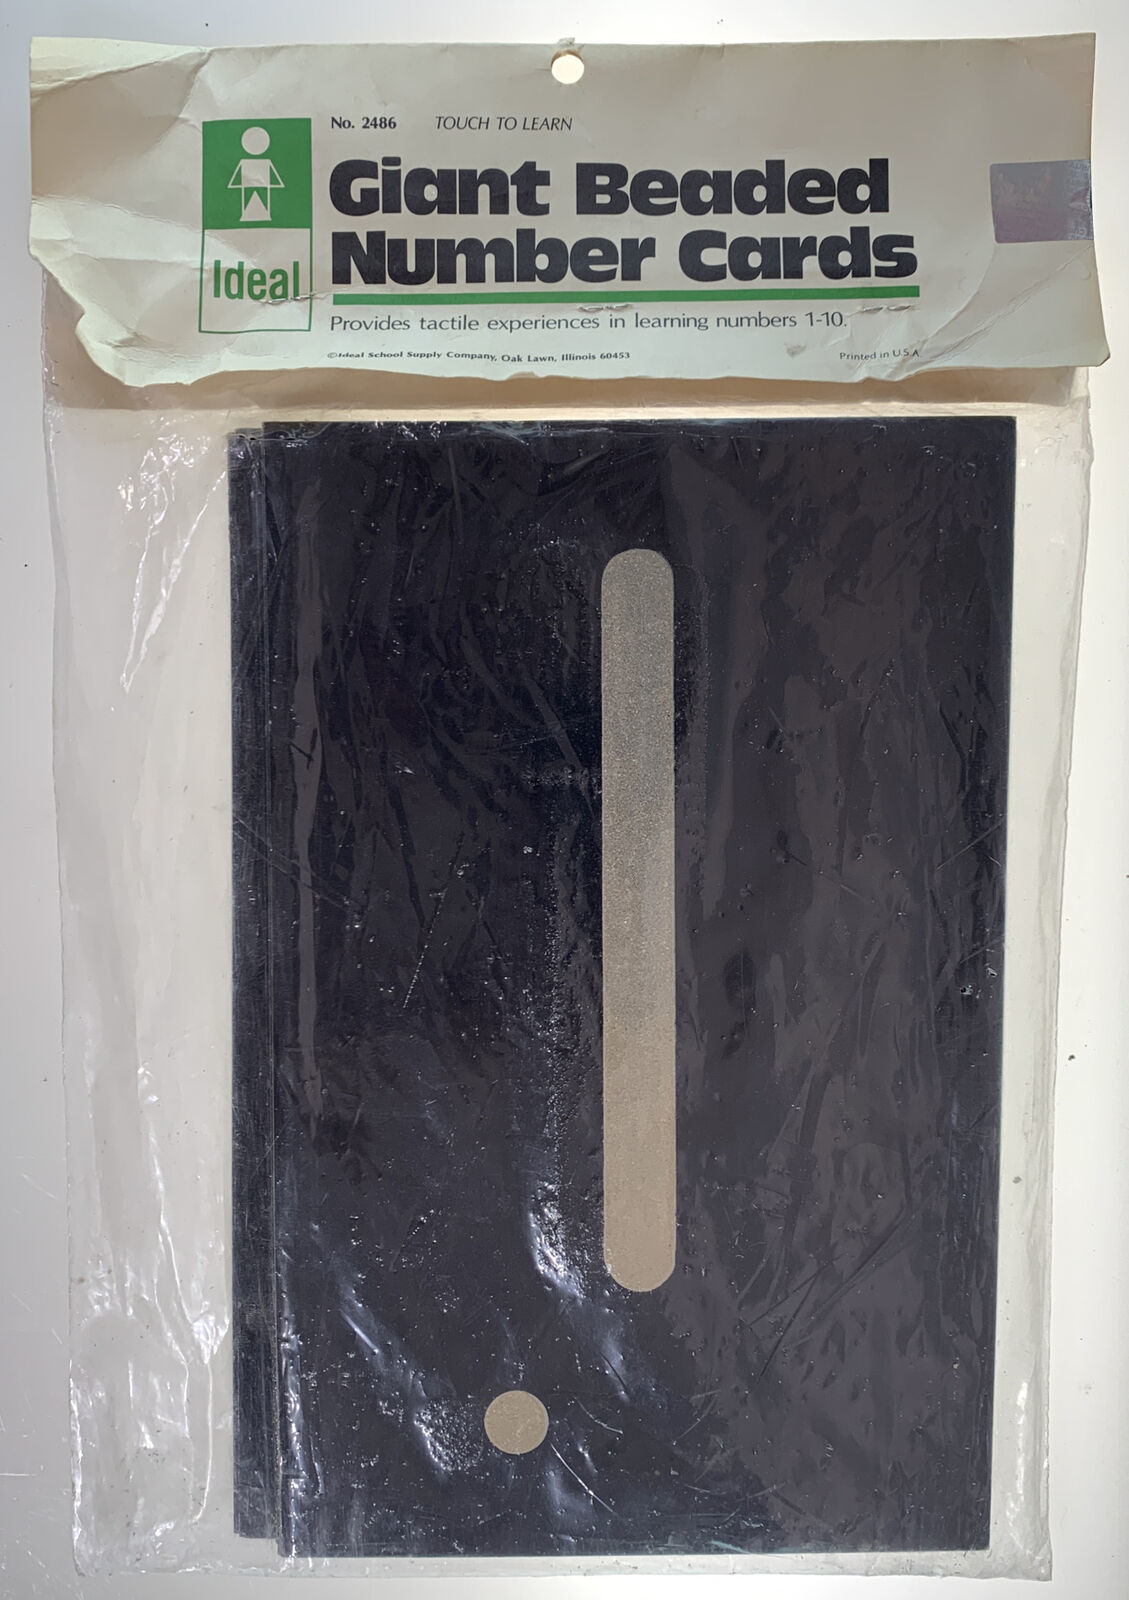 No. 2486 TOUCH TO LEARN
Giant Beaded
Number Cards
Ideal
Provides tactile experiences in learning numbers 1-10.
©Ideal School Supply Company, Oak Lawn, Illinois 60453
Printed in U.S.A.